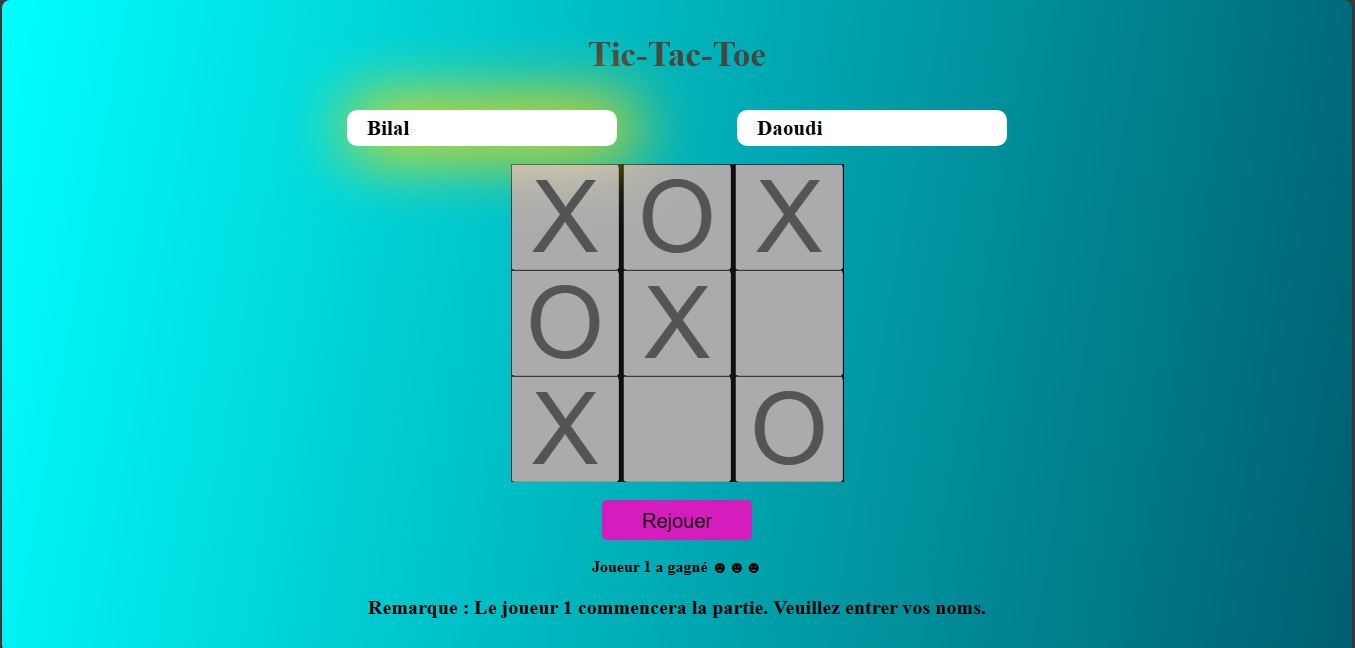 Tic-Tac-Toe
Bilal Daoudi
X O X
O X
X O
Rejouer
Joueur 1 a gagné ☻☻☻
Remarque : Le joueur 1 commencera la partie. Veuillez entrer vos noms.